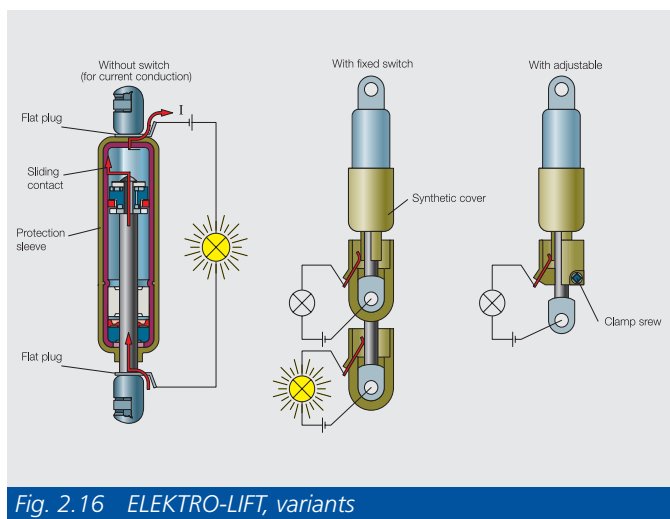 Without switch
(for current conduction)
Flat plug
I
Sliding
contact
Protection
sleeve
Flat plug
With fixed switch
Synthetic cover
With adjustable
Clamp srew
Fig. 2.16 ELEKTRO-LIFT, variants